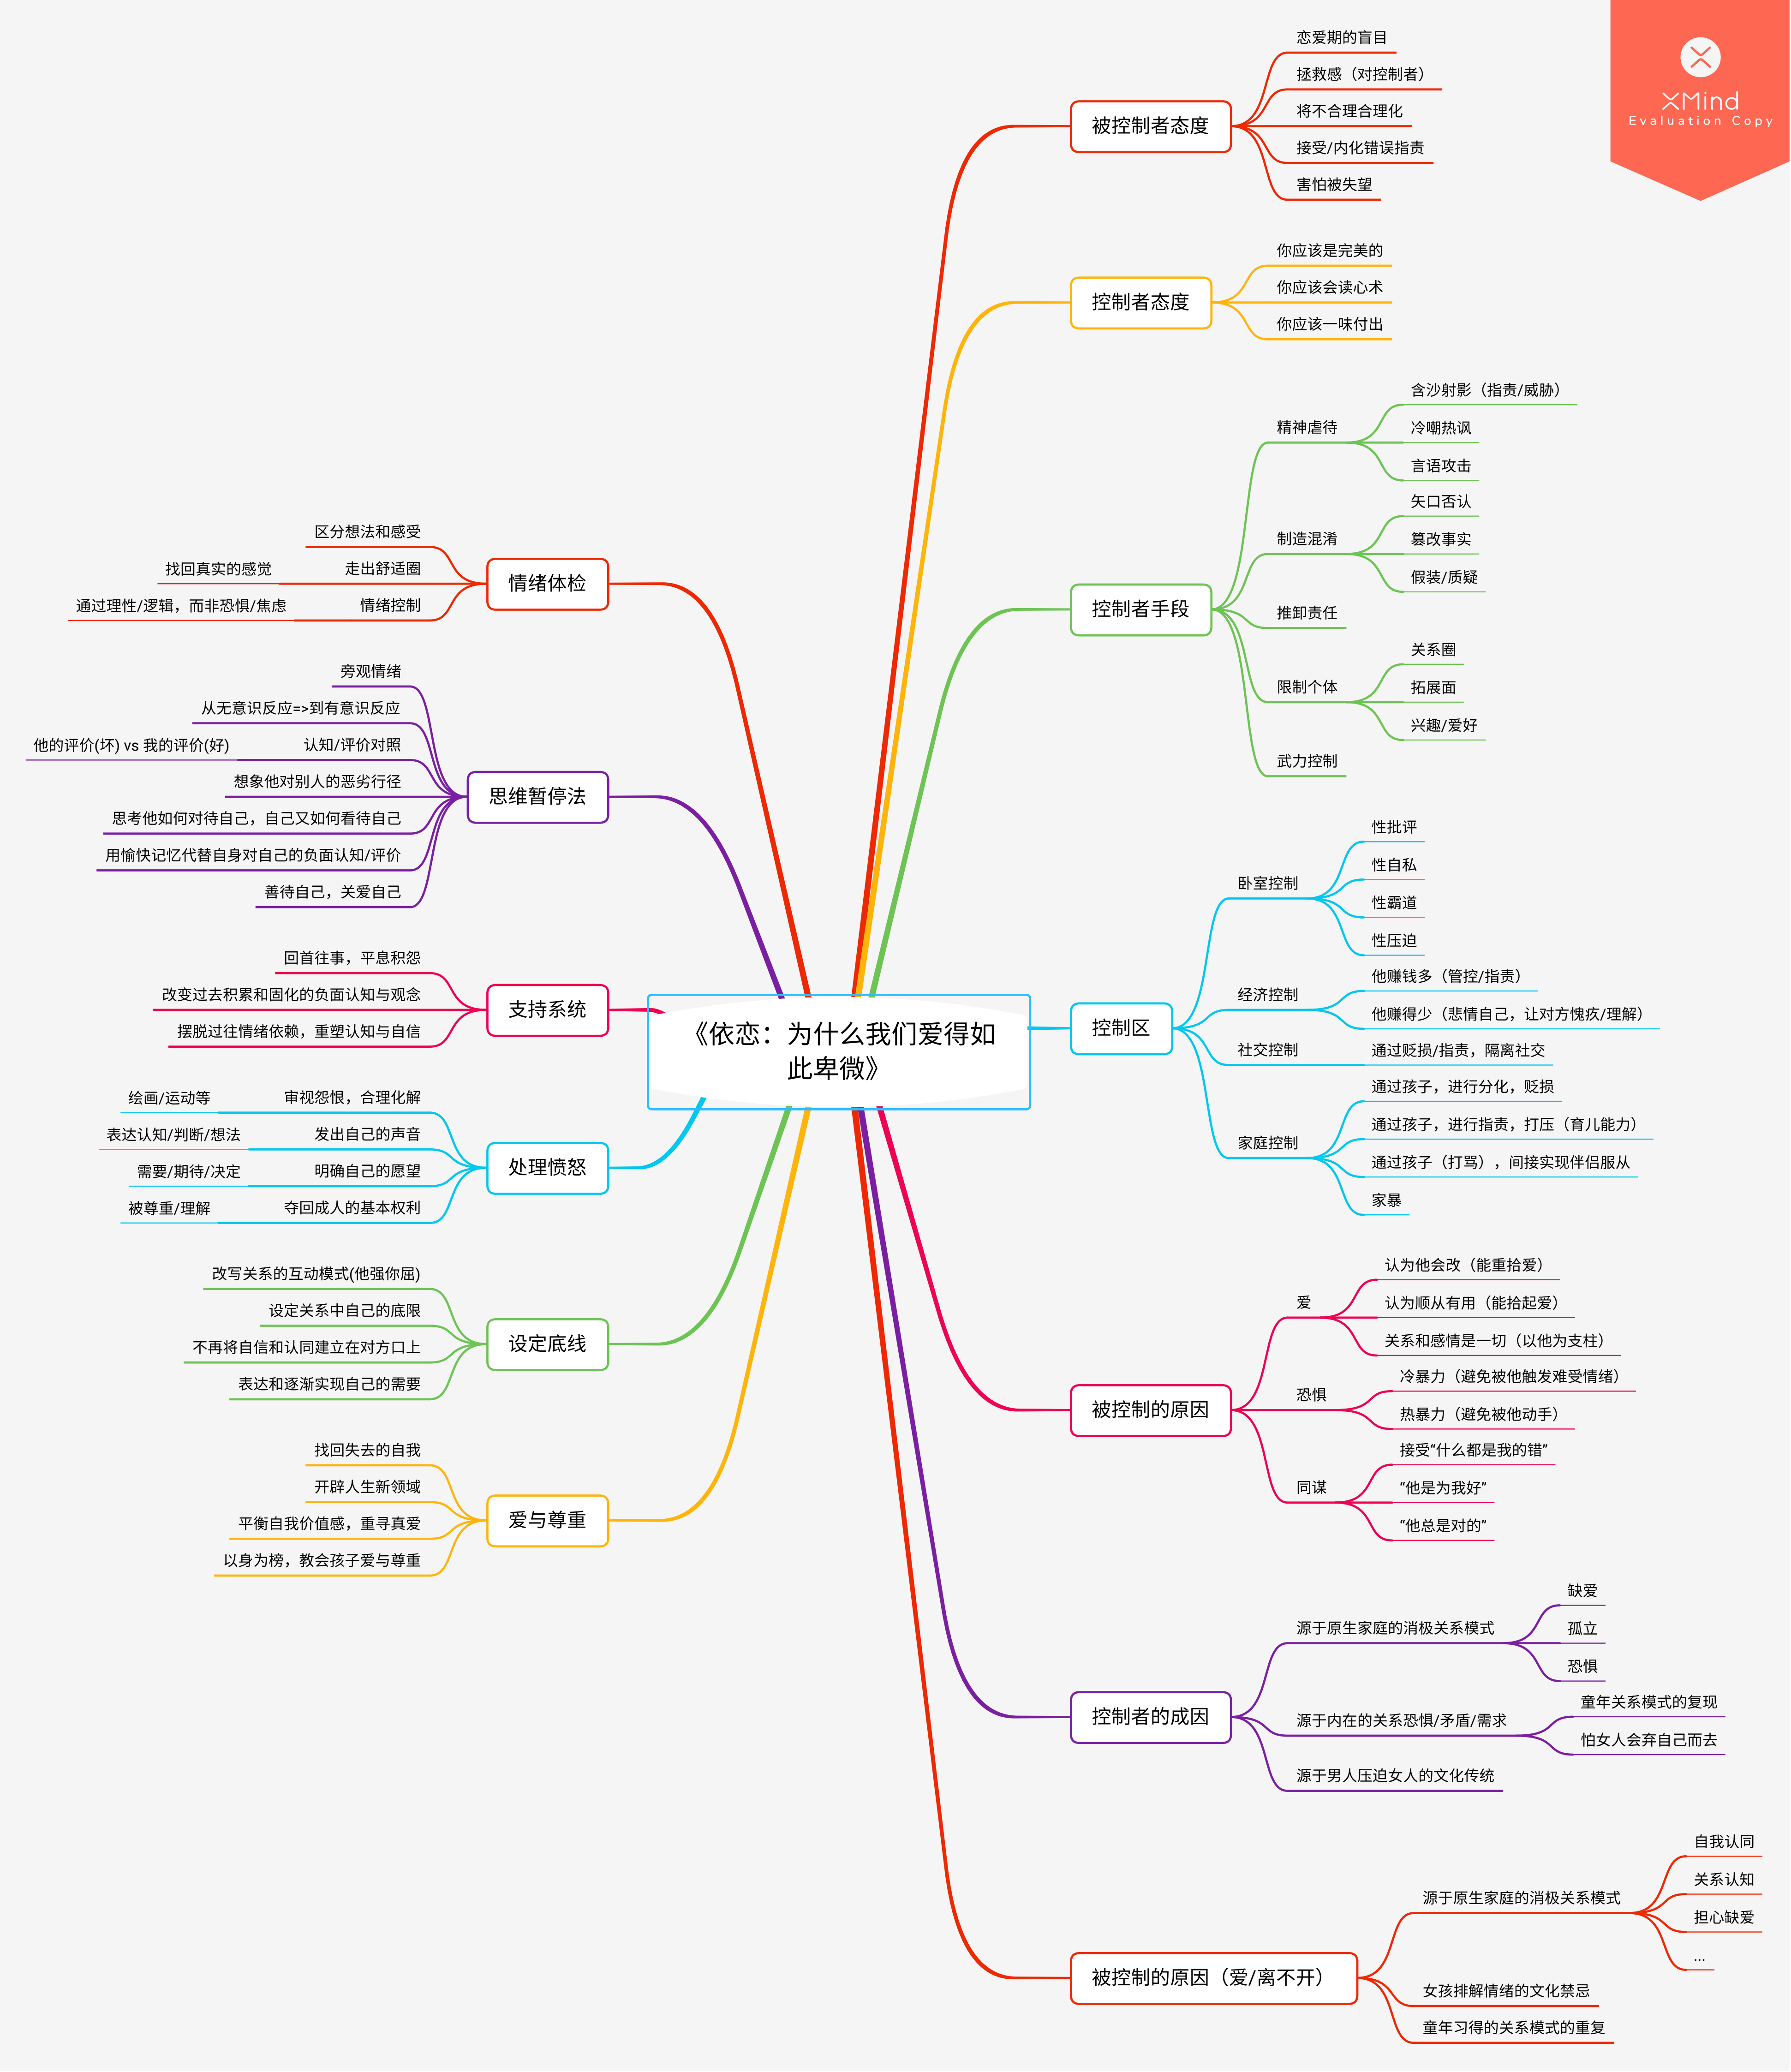 XMind
Evaluation Copy
《依恋：为什么我们爱得如
此卑微》
被控制者态度
恋爱期的盲目
拯救感（对控制者）
将不合理合理化
接受/内化错误指责
害怕被失望
控制者态度
你应该是完美的
你应该会读心术
你应该一味付出
控制者手段
精神虐待
含沙射影（指责/威胁）
冷嘲热讽
言语攻击
制造混淆
矢口否认
篡改事实
假装/质疑
推卸责任
限制个体
关系圈
拓展面
兴趣/爱好
武力控制
控制区
卧室控制
性批评
性自私
性霸道
性压迫
经济控制
他赚钱多（管控/指责）
他赚得少（悲情自己，让对方愧疚/理解）
社交控制
通过贬损/指责，隔离社交
家庭控制
通过孩子，进行分化，贬损
通过孩子，进行指责，打压（育儿能力）
通过孩子（打骂），间接实现伴侣服从
家暴
被控制的原因
爱
认为他会改（能重拾爱）
认为顺从有用（能拾起爱）
关系和感情是一切（以他为支柱）
恐惧
冷暴力（避免被他触发难受情绪）
热暴力（避免被他动手）
同谋
接受“什么都是我的错”
“他是为我好”
“他总是对的”
控制者的成因
源于原生家庭的消极关系模式
缺爱
孤立
恐惧
源于内在的关系恐惧/矛盾/需求
童年关系模式的复现
怕女人会弃自己而去
源于男人压迫女人的文化传统
被控制的原因（爱/离不开）
源于原生家庭的消极关系模式
自我认同
关系认知
担心缺爱
...
女孩排解情绪的文化禁忌
童年习得的关系模式的重复
情绪体检
区分想法和感受
走出舒适圈
找回真实的感觉
情绪控制
通过理性/逻辑，而非恐惧/焦虑
思维暂停法
旁观情绪
从无意识反应=>到有意识反应
认知/评价对照
他的评价(坏) vs 我的评价(好)
想象他对别人的恶劣行径
思考他如何对待自己，自己又如何看待自己
用愉快记忆代替自身对自己的负面认知/评价
善待自己，关爱自己
支持系统
回首往事，平息积怨
改变过去积累和固化的负面认知与观念
摆脱过往情绪依赖，重塑认知与自信
处理愤怒
审视怨恨，合理化解
绘画/运动等
发出自己的声音
表达认知/判断/想法
明确自己的愿望
需要/期待/决定
夺回成人的基本权利
被尊重/理解
设定底线
改写关系的互动模式(他强你屈)
设定关系中自己的底限
不再将自信和认同建立在对方口上
表达和逐渐实现自己的需要
爱与尊重
找回失去的自我
开辟人生新领域
平衡自我价值感，重寻真爱
以身为榜，教会孩子爱与尊重